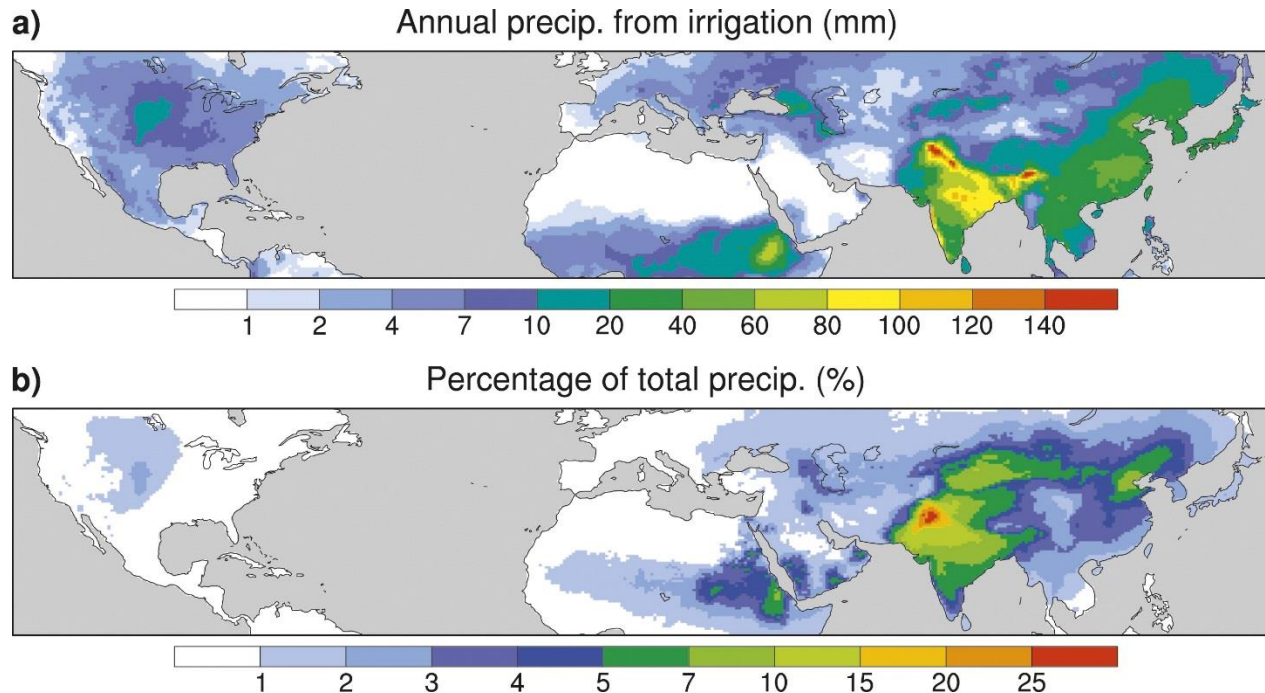 a) Annual precip. from irrigation (mm)
1 2 4 7 10 20 40 60 80 100 120 140
b) Percentage of total precip. (%)
1 2 3 4 5 7 10 15 20 25